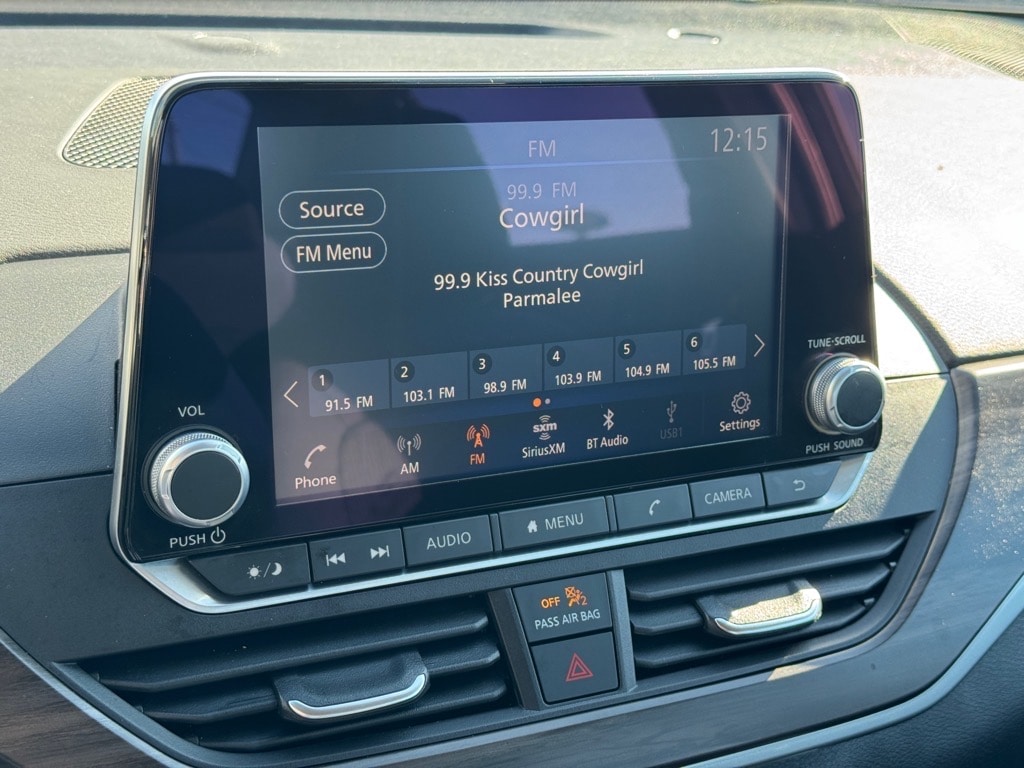 FM
12:15
99.9 FM
Cowgirl
Source
FM Menu
99.9 Kiss Country Cowgirl
Parmalee
1 2 3 4 5 6
91.5 FM 103.1 FM 98.9 FM 103.9 FM 104.9 FM 105.5 FM
Phone AM FM sxm SiriusXM BT Audio USB1 Settings
VOL
PUSH
TUNE·SCROLL
PUSH SOUND
AUDIO MENU CAMERA
OFF 2
PASS AIR BAG